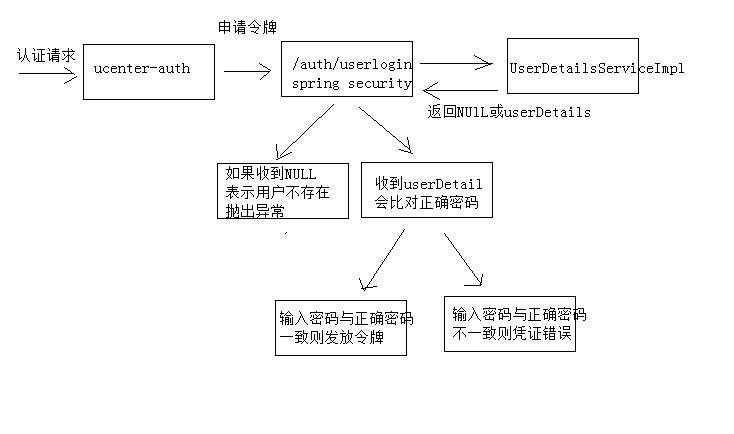 申请令牌
认证请求
ucenter-auth
/auth/userlogin
spring security
UserDetailsServiceImpl
返回NUlL或userDetails
如果收到NULL
表示用户不存在
抛出异常
收到userDetail
会比对正确密码
输入密码与正确密码
一致则发放令牌
输入密码与正确密码
不一致则凭证错误